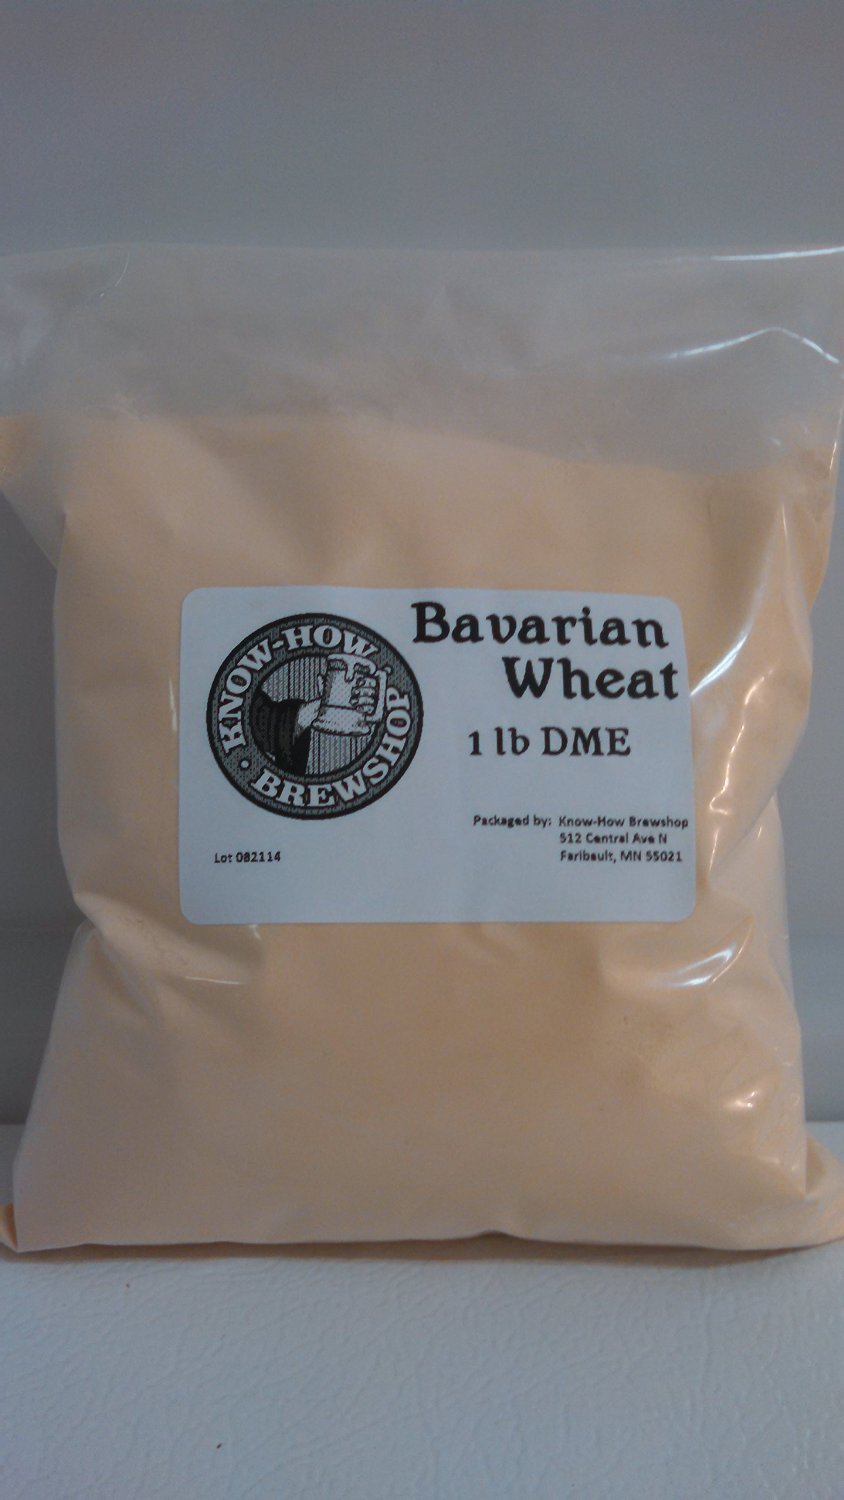 KNOW-HOW
BREWSHOP
Bavarian
Wheat
1 lb DME
Packaged by: Know-How Brewshop
512 Central Ave N
Faribault, MN 55021
Lot 082114